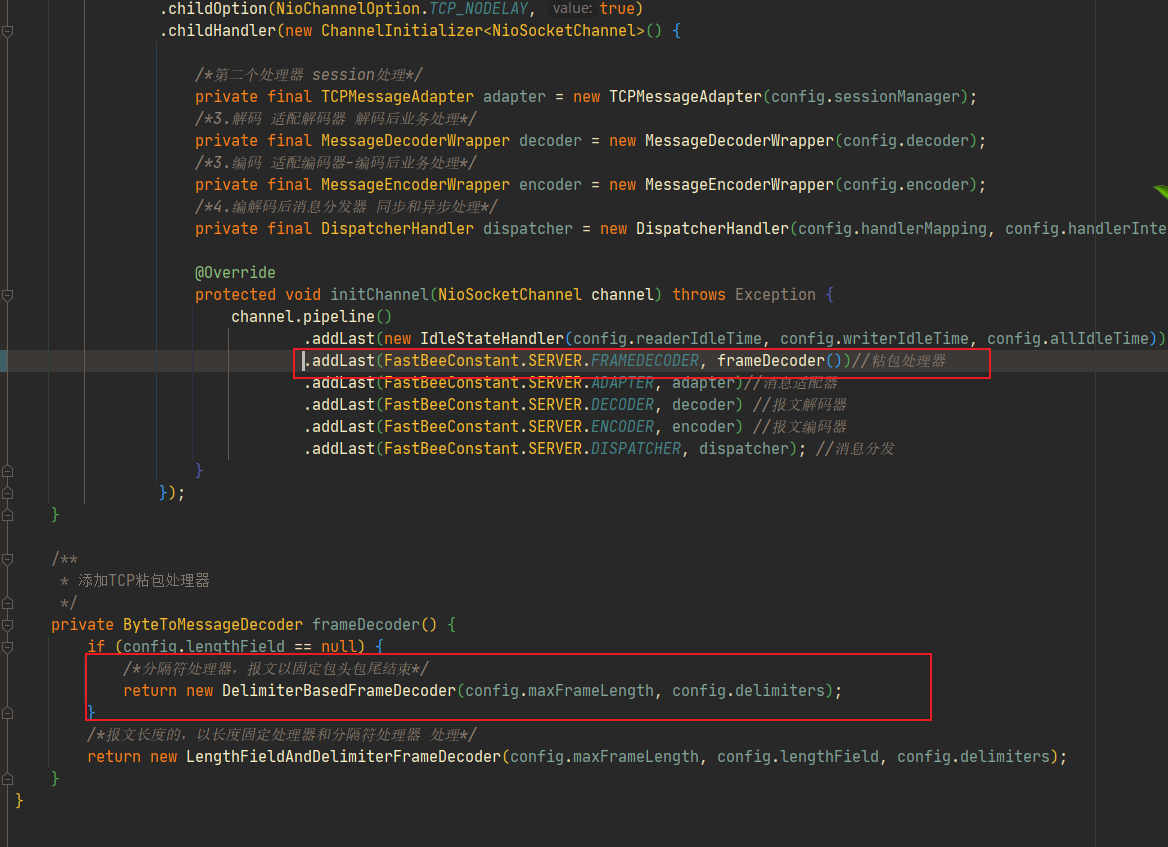 .childOption(NioChannelOption.TCP_NODELAY, value: true)
.childHandler(new ChannelInitializer<NioSocketChannel>() {
/*第二个处理器 session处理*/
private final TCPMessageAdapter adapter = new TCPMessageAdapter(config.sessionManager);
/*3.解码 适配解码器 解码后业务处理*/
private final MessageDecoderWrapper decoder = new MessageDecoderWrapper(config.decoder);
/*3.编码 适配编码器-编码后业务处理*/
private final MessageEncoderWrapper encoder = new MessageEncoderWrapper(config.encoder);
/*4.编解码后消息分发器 同步和异步处理*/
private final DispatcherHandler dispatcher = new DispatcherHandler(config.handlerMapping, config.handlerInte
@Override
protected void initChannel(NioSocketChannel channel) throws Exception {
channel.pipeline()
.addLast(new IdleStateHandler(config.readerIdleTime, config.writerIdleTime, config.allIdleTime))
.addLast(FastBeeConstant.SERVER.FRAMEDECODER, frameDecoder())//粘包处理器
.addLast(FastBeeConstant.SERVER.ADAPTER, adapter)//消息适配器
.addLast(FastBeeConstant.SERVER.DECODER, decoder) //报文解码器
.addLast(FastBeeConstant.SERVER.ENCODER, encoder) //报文编码器
.addLast(FastBeeConstant.SERVER.DISPATCHER, dispatcher); //消息分发
}
});
}
/**
* 添加TCP粘包处理器
*/
private ByteToMessageDecoder frameDecoder() {
if (config.lengthField == null) {
/*分隔符处理器，报文以固定包头包尾结束*/
return new DelimiterBasedFrameDecoder(config.maxFrameLength, config.delimiters);
}
/*报文长度的，以长度固定处理器和分隔符处理器 处理*/
return new LengthFieldAndDelimiterFrameDecoder(config.maxFrameLength, config.lengthField, config.delimiters);
}
}